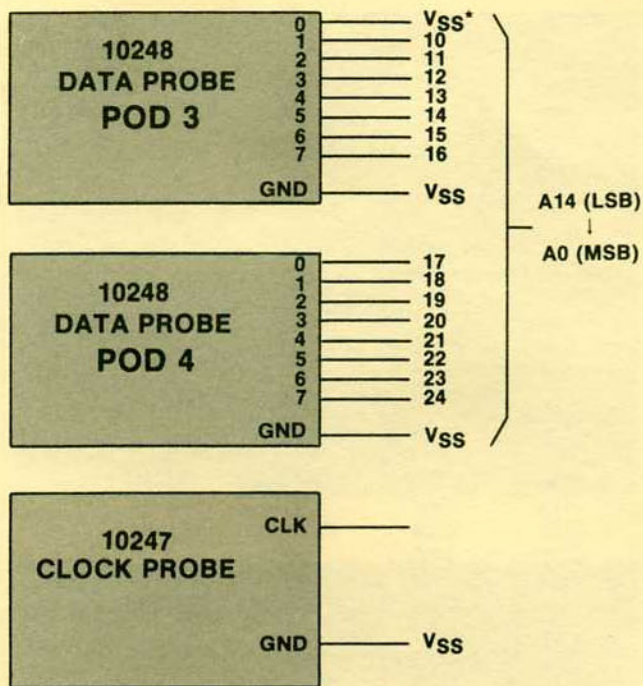 10248
DATA PROBE
POD 3
0 VSS*
1 10
2 11
3 12
4 13
5 14
6 15
7 16
GND VSS
10248
DATA PROBE
POD 4
0 17
1 18
2 19
3 20
4 21
5 22
6 23
7 24
GND VSS
A14 (LSB)
↓
A0 (MSB)
10247
CLOCK PROBE
CLK
GND VSS